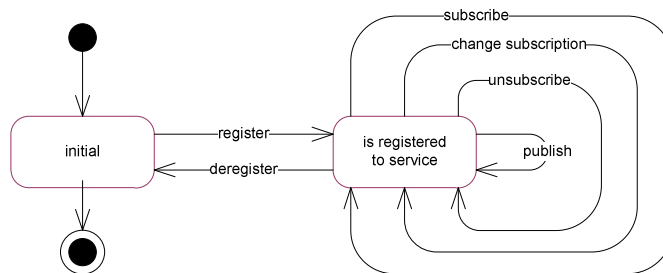 subscribe
change subscription
unsubscribe
register
initial
is registered
to service
publish
deregister